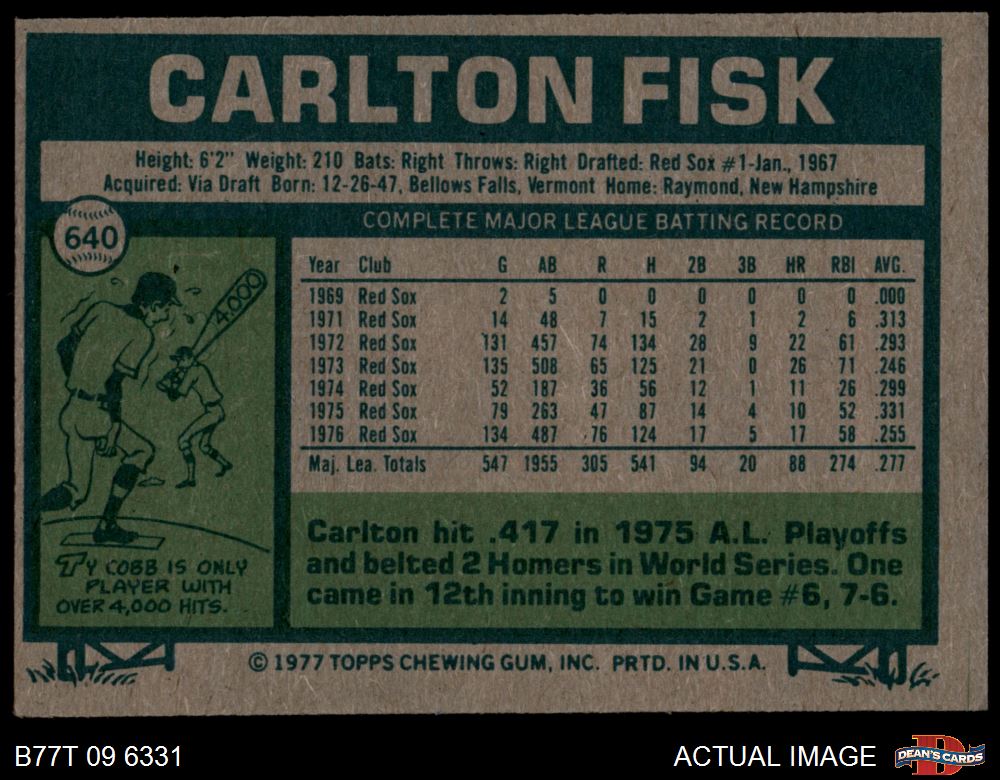 CARLTON FISK
Height: 6'2" Weight: 210 Bats: Right Throws: Right Drafted: Red Sox #1-Jan., 1967
Acquired: Via Draft Born: 12-26-47, Bellows Falls, Vermont Home: Raymond, New Hampshire
640
COMPLETE MAJOR LEAGUE BATTING RECORD
Year Club G AB R H 2B 3B HR RBI AVG.
1969 Red Sox 2 5 0 0 0 0 0 0 .000
1971 Red Sox 14 48 7 15 2 1 2 6 .313
1972 Red Sox 131 457 74 134 28 9 22 61 .293
1973 Red Sox 135 508 65 125 21 0 26 71 .246
1974 Red Sox 52 187 36 56 12 1 11 26 .299
1975 Red Sox 79 263 47 87 14 4 10 52 .331
1976 Red Sox 134 487 76 124 17 5 17 58 .255
Maj. Lea. Totals 547 1955 305 541 94 20 88 274 .277
4,000
TY COBB IS ONLY
PLAYER WITH
OVER 4,000 HITS.
Carlton hit .417 in 1975 A.L. Playoffs
and belted 2 Homers in World Series. One
came in 12th inning to win Game #6, 7-6.
© 1977 TOPPS CHEWING GUM, INC. PRTD. IN U.S.A.
B77T 09 6331
ACTUAL IMAGE
D
DEAN'S CARDS